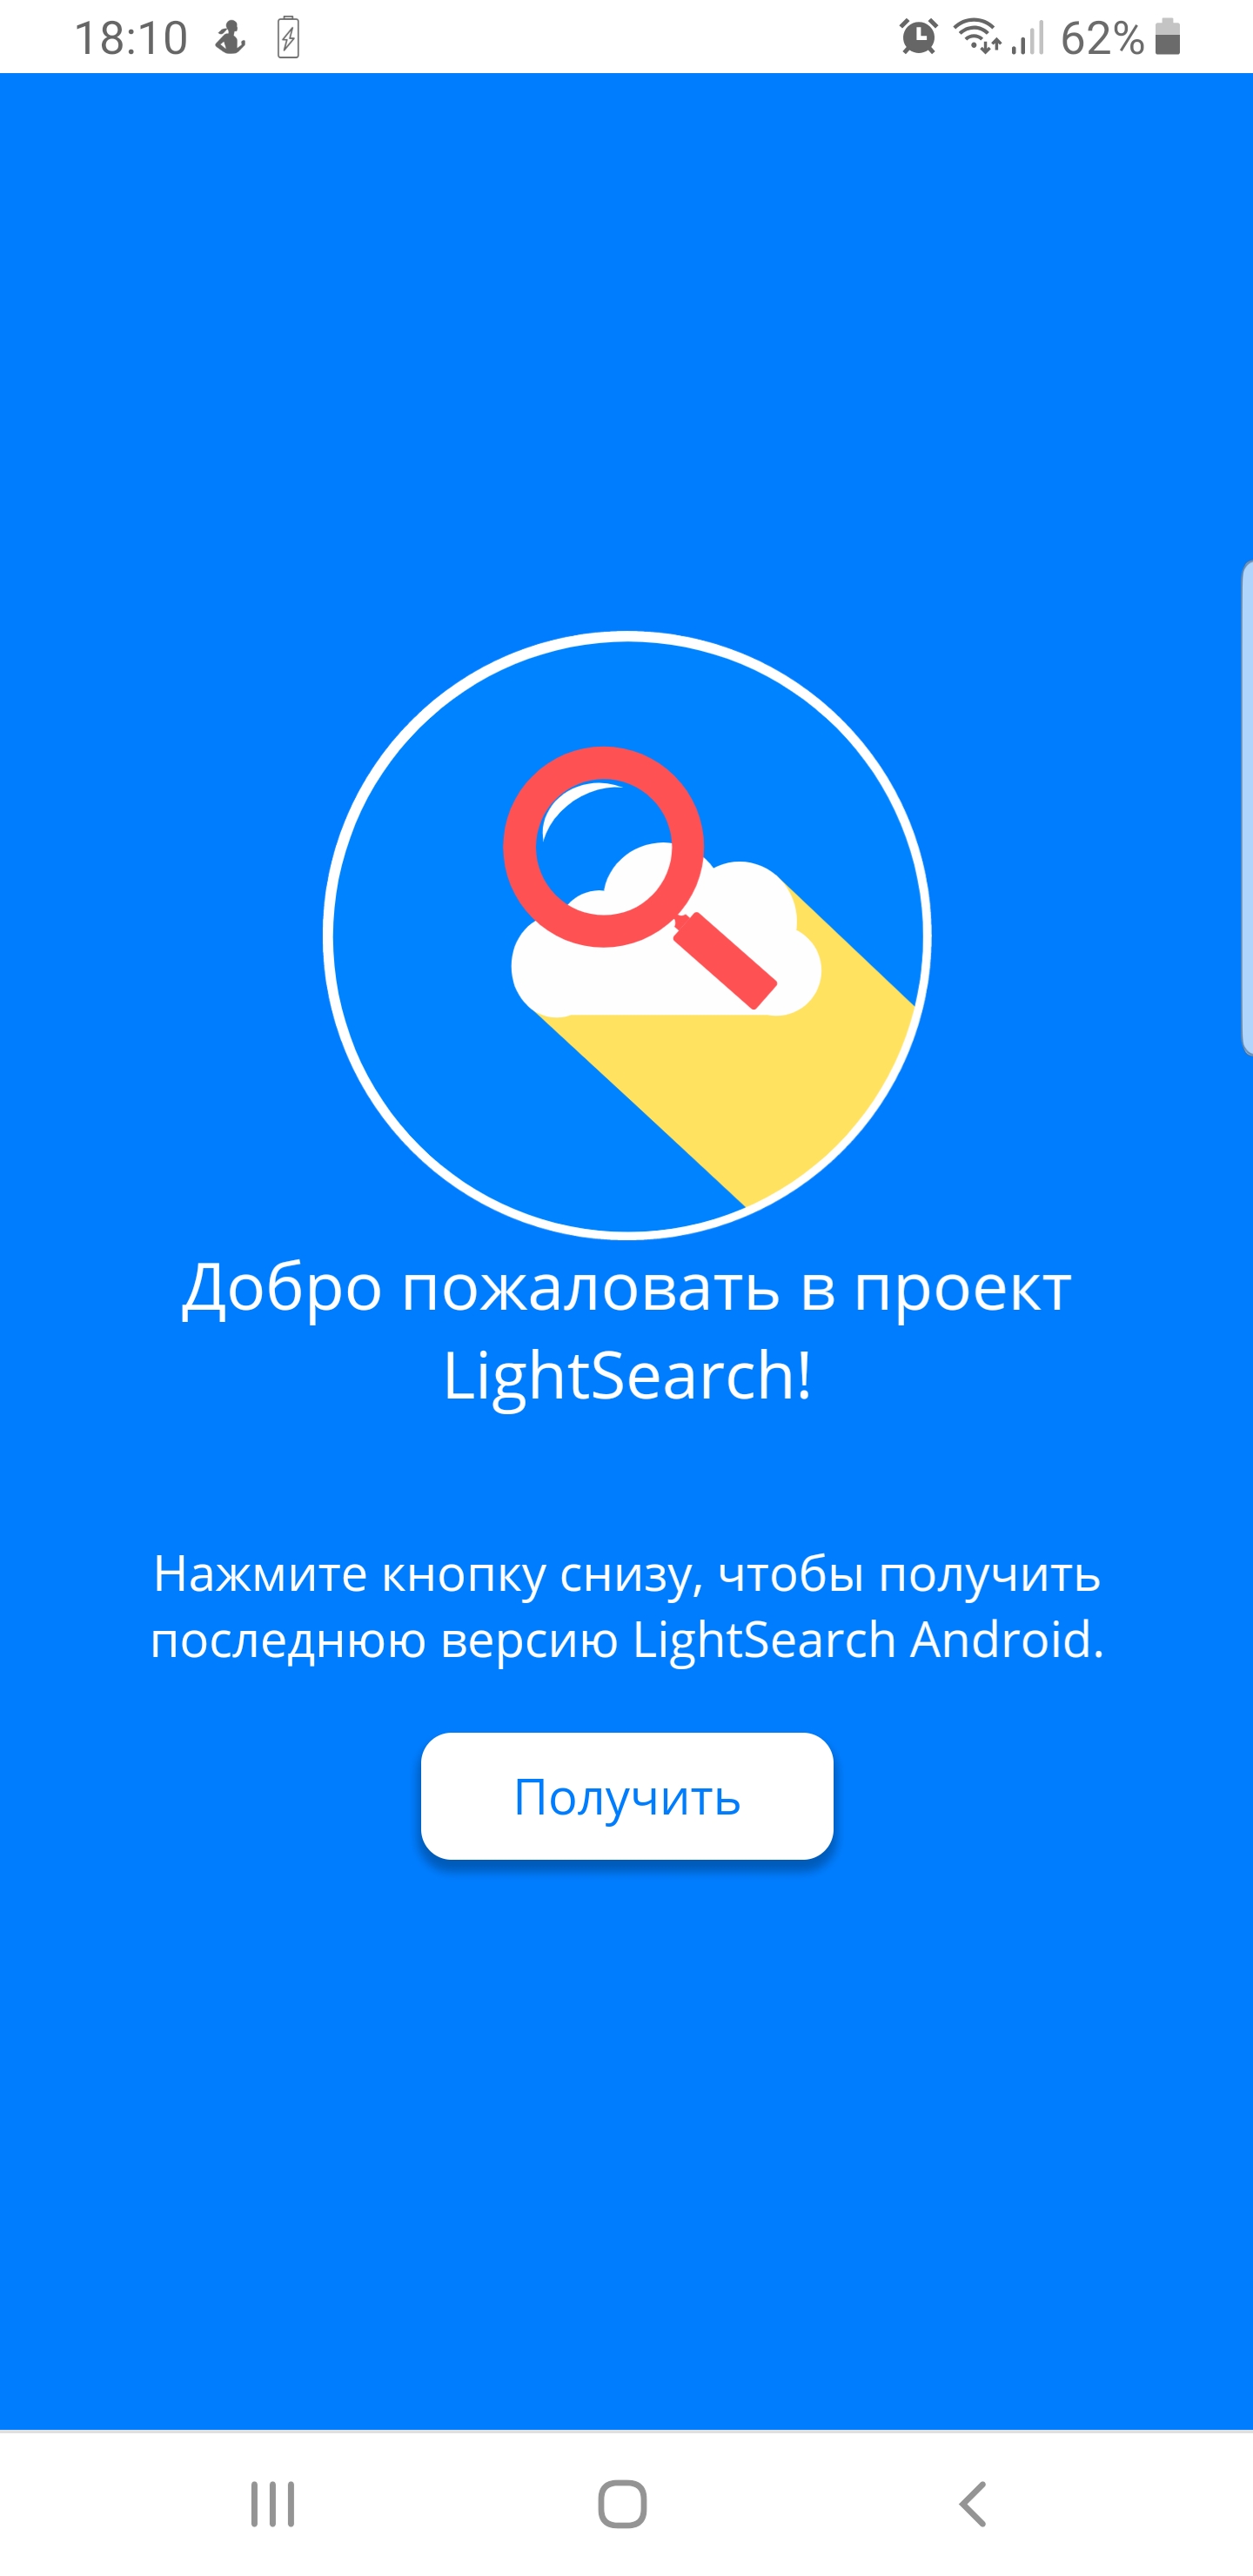 18:10
62%
Добро пожаловать в проект
LightSearch!
Нажмите кнопку снизу, чтобы получить
последнюю версию LightSearch Android.
Получить